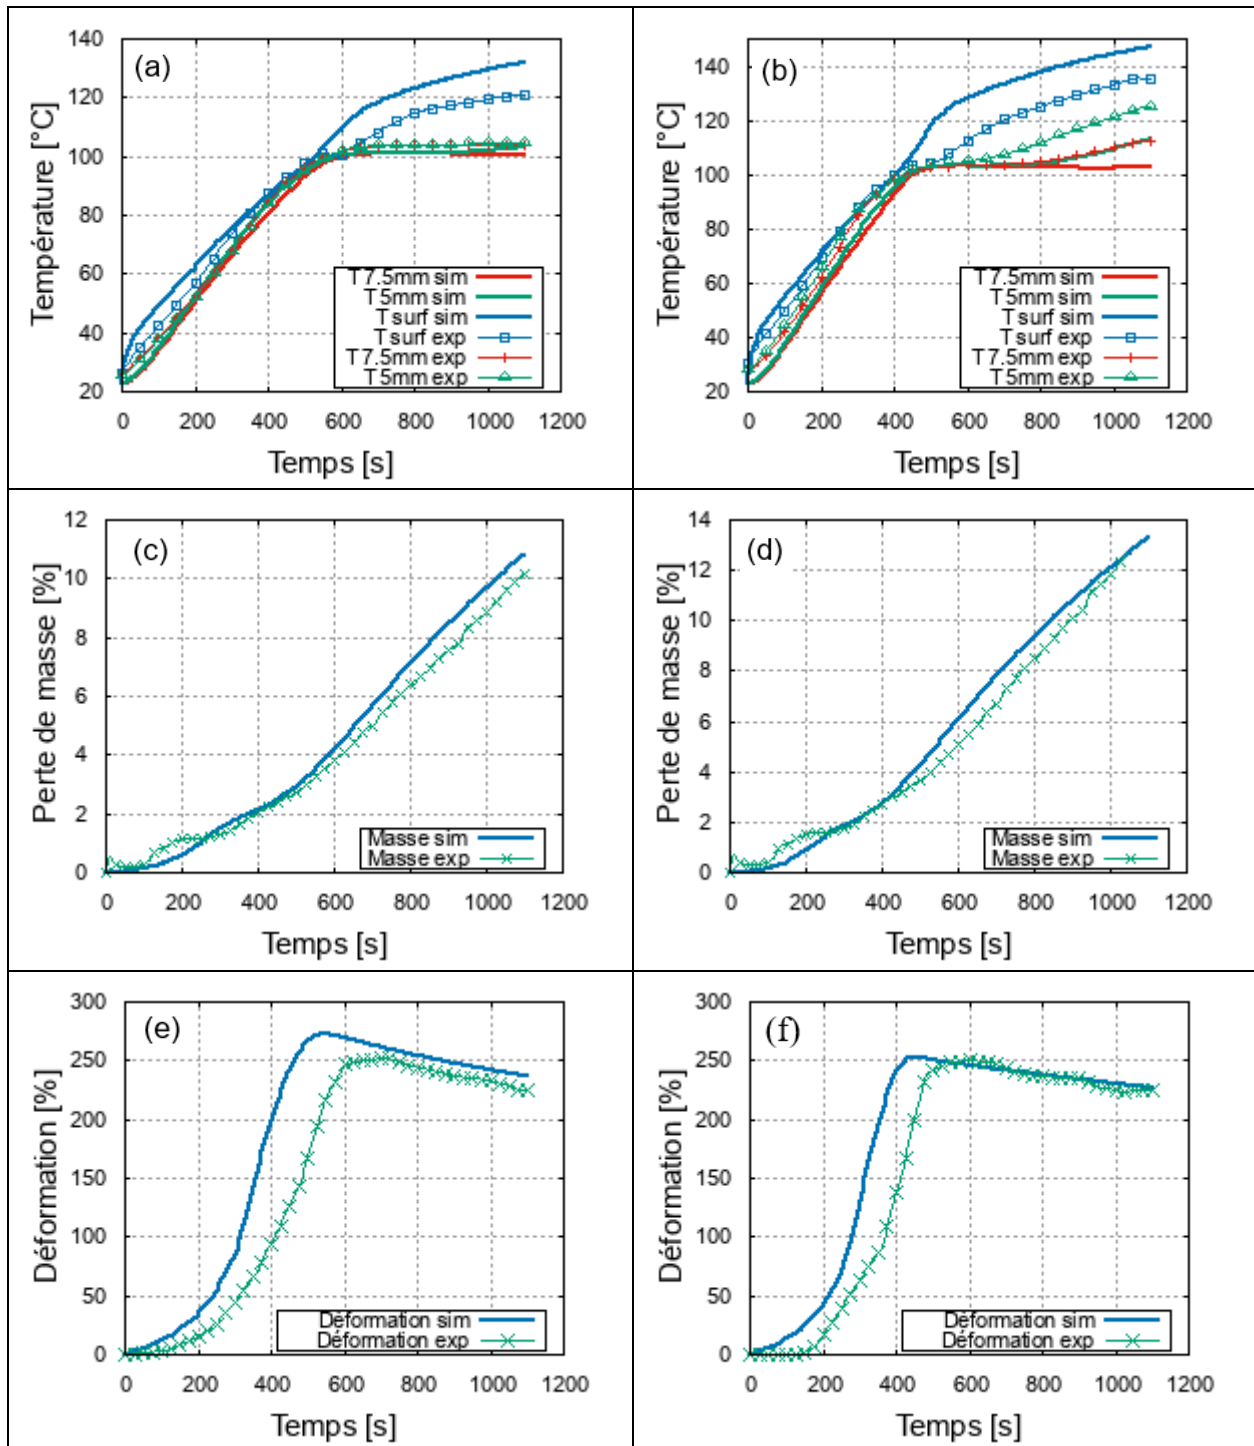 (a)
Température [°C]
140
120
100
80
60
40
20
T7.5mm sim
T5mm sim
Tsurf sim
Tsurf exp
T7.5mm exp
T5mm exp
0 200 400 600 800 1000 1200
Temps [s]
(b)
Température [°C]
140
120
100
80
60
40
20
T7.5mm sim
T5mm sim
Tsurf sim
Tsurf exp
T7.5mm exp
T5mm exp
0 200 400 600 800 1000 1200
Temps [s]
(c)
Perte de masse [%]
12
10
8
6
4
2
0
Masse sim
Masse exp
0 200 400 600 800 1000 1200
Temps [s]
(d)
Perte de masse [%]
14
12
10
8
6
4
2
0
Masse sim
Masse exp
0 200 400 600 800 1000 1200
Temps [s]
(e)
Déformation [%]
300
250
200
150
100
50
0
Déformation sim
Déformation exp
0 200 400 600 800 1000 1200
Temps [s]
(f)
Déformation [%]
300
250
200
150
100
50
0
Déformation sim
Déformation exp
0 200 400 600 800 1000 1200
Temps [s]